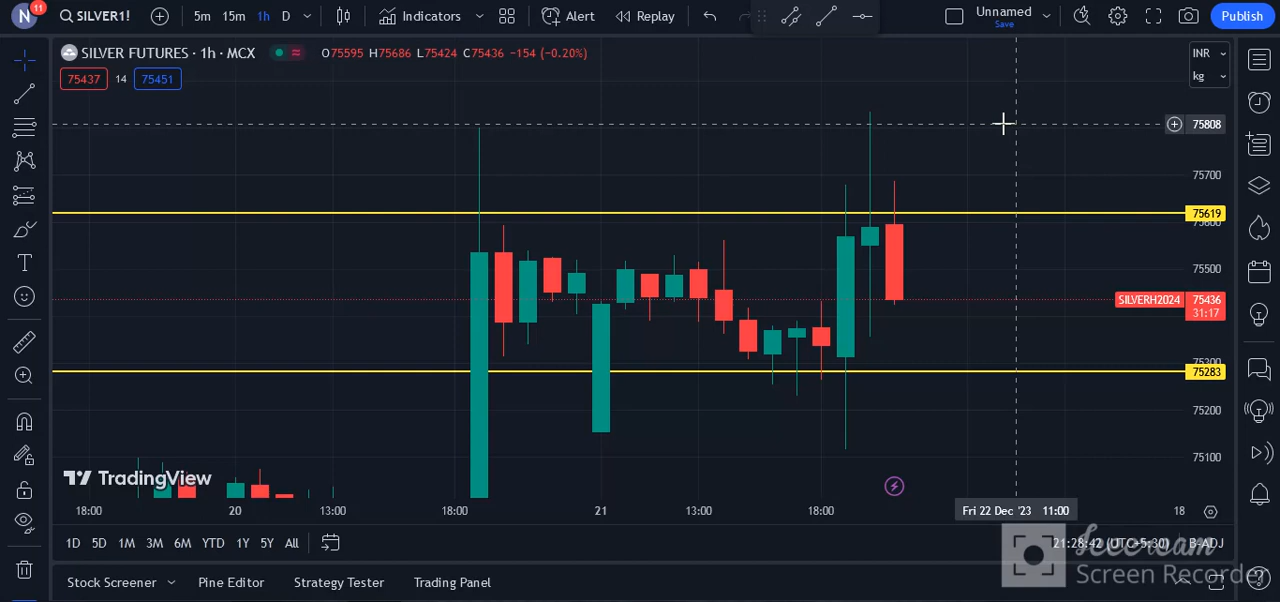 N 11 SILVER1! 5m 15m 1h D Indicators Alert Replay Unnamed Save Publish
SILVER FUTURES · 1h · MCX O75595 H75686 L75424 C75436 −154 (−0.20%) INR
75437 14 75451 kg
75808
75700
75619
75600
75500
SILVERH2024 75436
31:17
75300
75283
75200
75100
TradingView
18:00 20 13:00 18:00 21 13:00 18:00 Fri 22 Dec '23 11:00 18
1D 5D 1M 3M 6M YTD 1Y 5Y All 21:28:42 (UTC+5:30) B-ADJ
Icecream
Screen Recorder
Stock Screener Pine Editor Strategy Tester Trading Panel